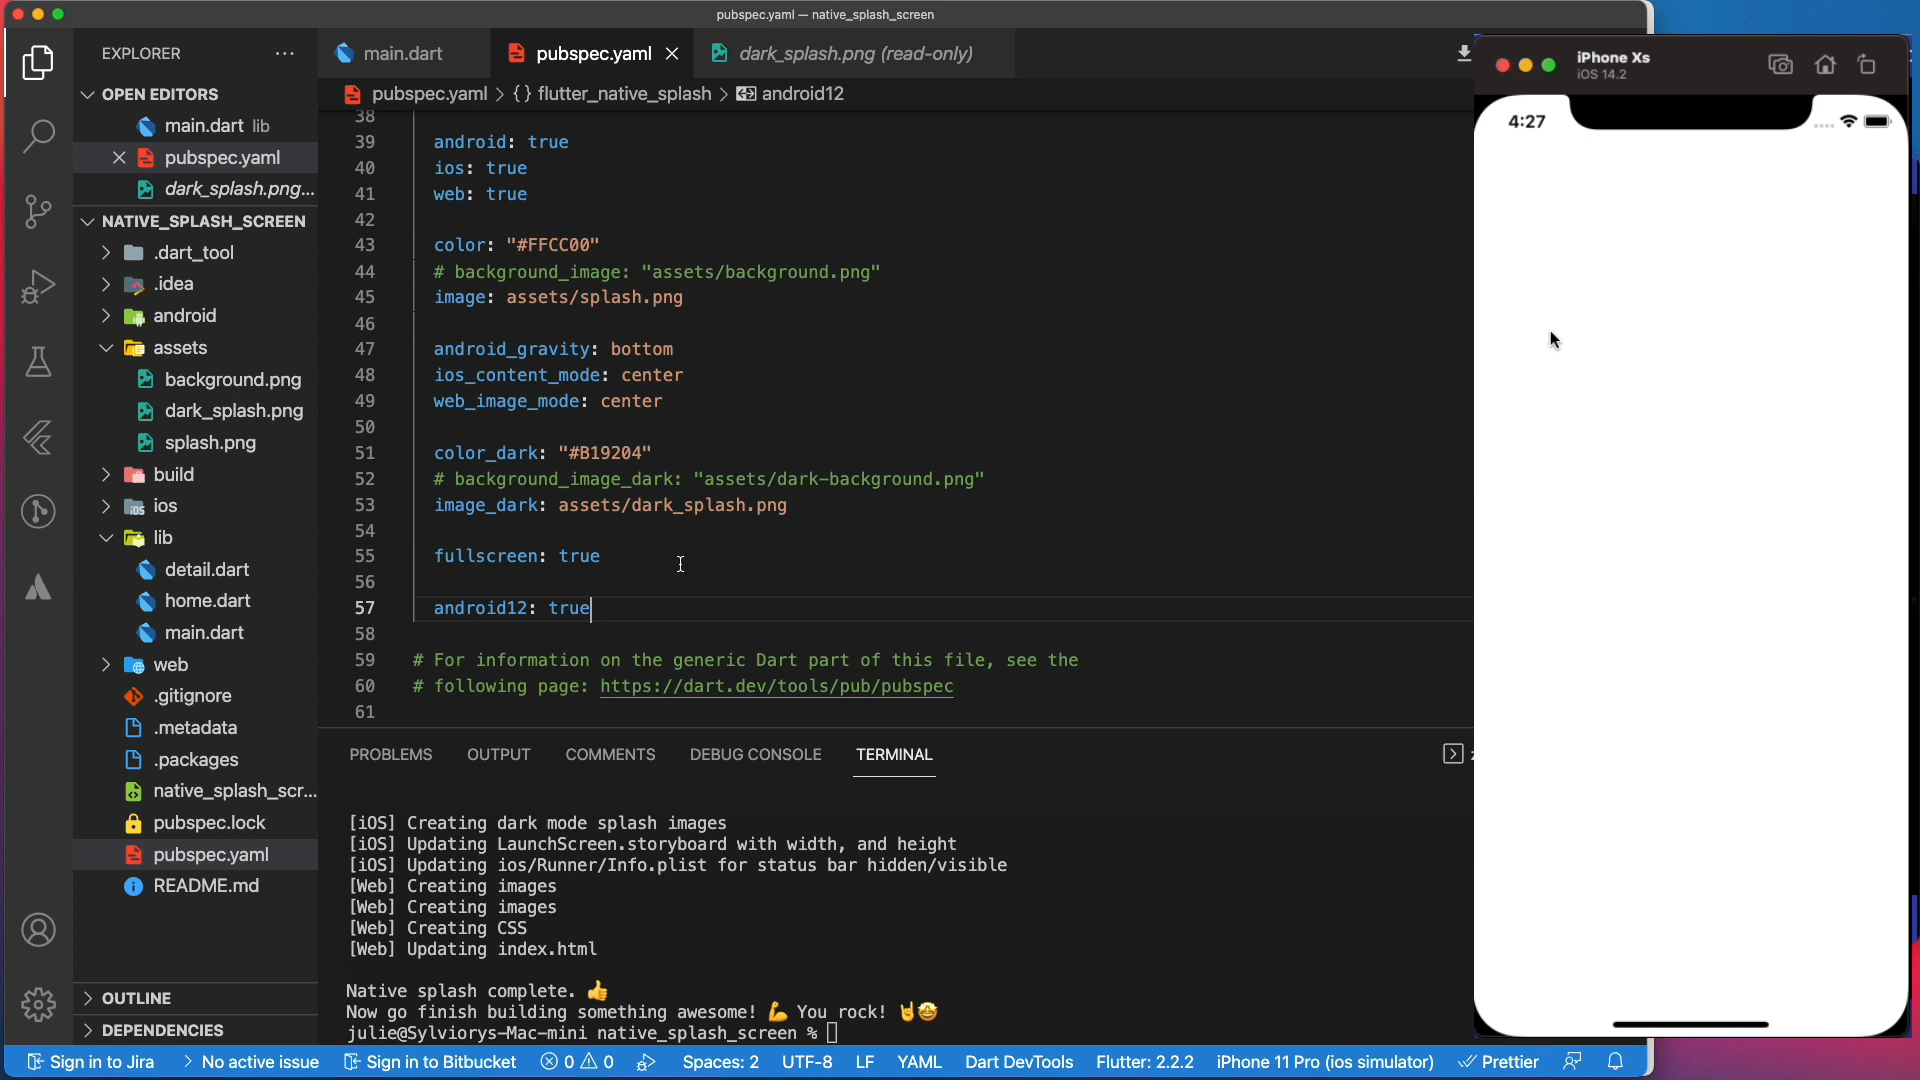 pubspec.yaml — native_splash_screen
EXPLORER
OPEN EDITORS
main.dart lib
pubspec.yaml
dark_splash.png...
NATIVE_SPLASH_SCREEN
.dart_tool
.idea
android
assets
background.png
dark_splash.png
splash.png
build
ios
lib
detail.dart
home.dart
main.dart
web
.gitignore
.metadata
.packages
native_splash_scr...
pubspec.lock
pubspec.yaml
README.md
OUTLINE
DEPENDENCIES
main.dart
pubspec.yaml
dark_splash.png (read-only)
pubspec.yaml > {} flutter_native_splash > android12
38
39 android: true
40 ios: true
41 web: true
42
43 color: "#FFCC00"
44 # background_image: "assets/background.png"
45 image: assets/splash.png
46
47 android_gravity: bottom
48 ios_content_mode: center
49 web_image_mode: center
50
51 color_dark: "#B19204"
52 # background_image_dark: "assets/dark-background.png"
53 image_dark: assets/dark_splash.png
54
55 fullscreen: true
56
57 android12: true
58
59 # For information on the generic Dart part of this file, see the
60 # following page: https://dart.dev/tools/pub/pubspec
61
PROBLEMS OUTPUT COMMENTS DEBUG CONSOLE TERMINAL
[iOS] Creating dark mode splash images
[iOS] Updating LaunchScreen.storyboard with width, and height
[iOS] Updating ios/Runner/Info.plist for status bar hidden/visible
[Web] Creating images
[Web] Creating images
[Web] Creating CSS
[Web] Updating index.html
Native splash complete. 👍
Now go finish building something awesome! 💪 You rock! 🤘🤩
julie@Sylviorys-Mac-mini native_splash_screen %
iPhone Xs
iOS 14.2
4:27
Sign in to Jira No active issue Sign in to Bitbucket 0 0 Spaces: 2 UTF-8 LF YAML Dart DevTools Flutter: 2.2.2 iPhone 11 Pro (ios simulator) Prettier